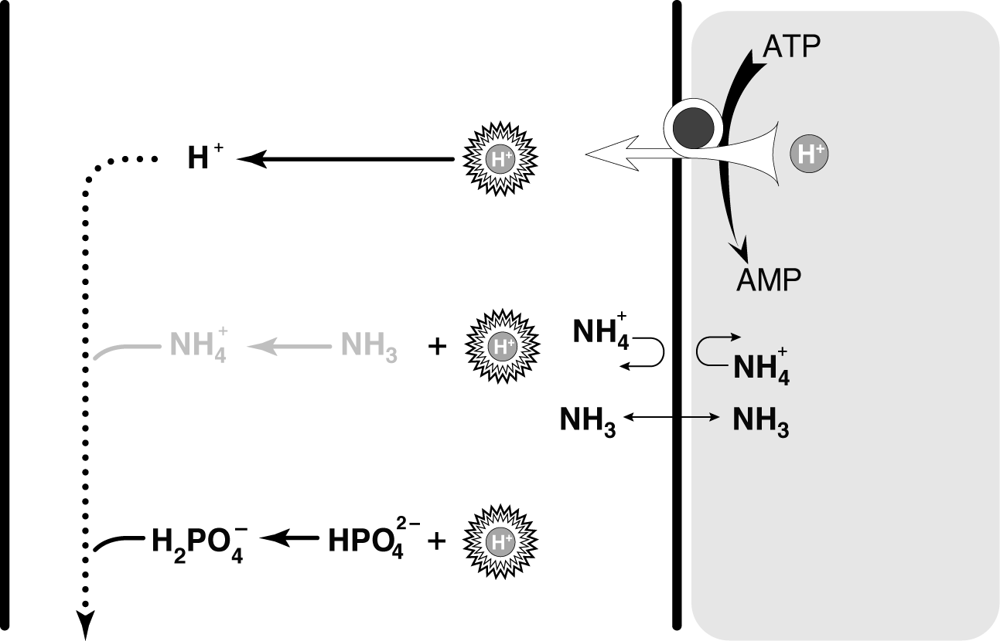 ATP
H⁺ H⁺ H⁺
AMP
NH₄⁺ NH₃ + H⁺ NH₄⁺ NH₄⁺
NH₃ NH₃
H₂PO₄⁻ HPO₄²⁻ + H⁺